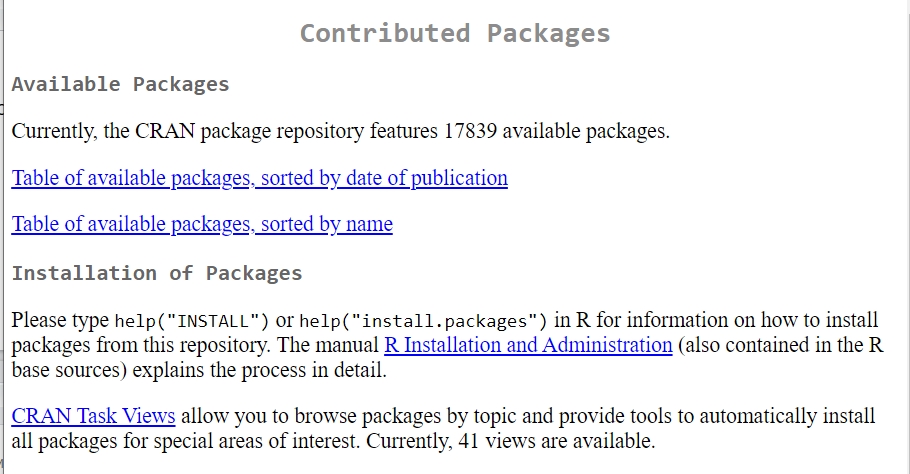 Contributed Packages
Available Packages
Currently, the CRAN package repository features 17839 available packages.
Table of available packages, sorted by date of publication
Table of available packages, sorted by name
Installation of Packages
Please type help("INSTALL") or help("install.packages") in R for information on how to install
packages from this repository. The manual R Installation and Administration (also contained in the R
base sources) explains the process in detail.
CRAN Task Views allow you to browse packages by topic and provide tools to automatically install
all packages for special areas of interest. Currently, 41 views are available.